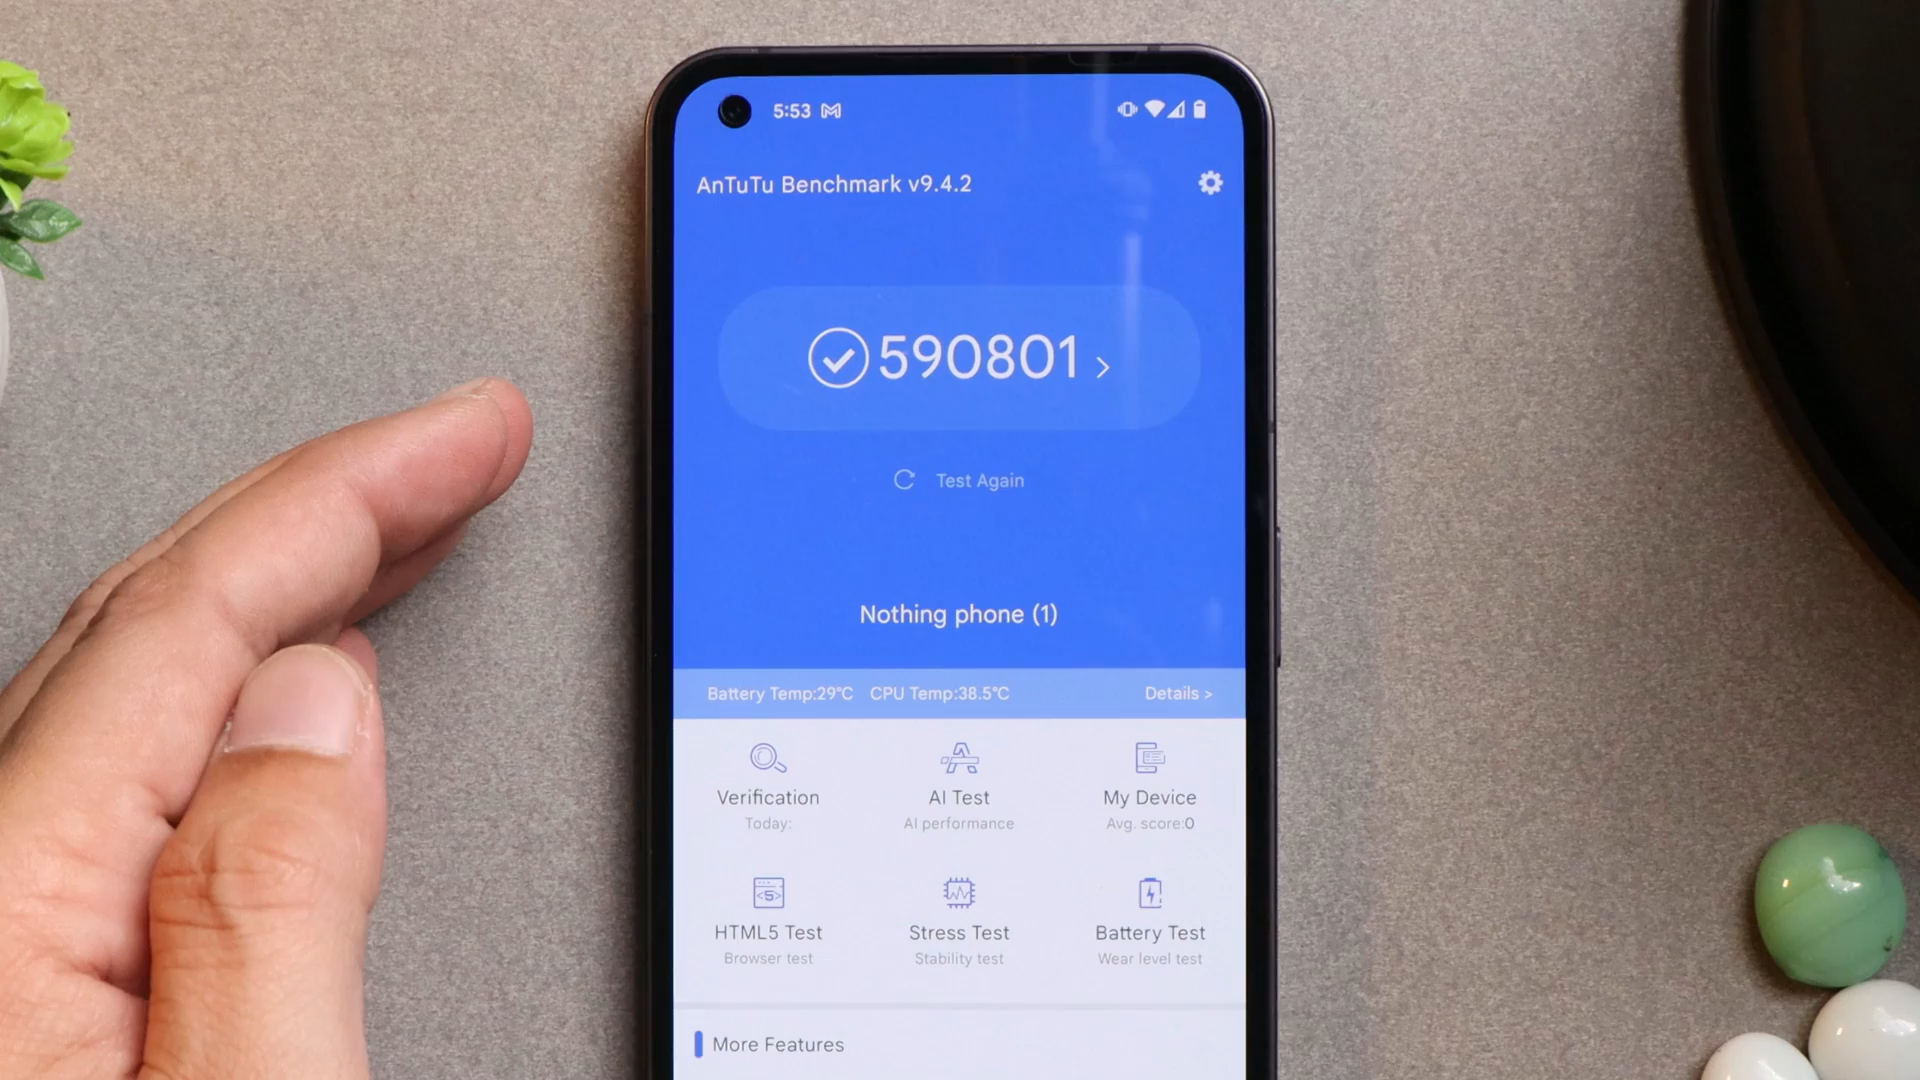 5:53
AnTuTu Benchmark v9.4.2
590801 >
Test Again
Nothing phone (1)
Battery Temp:29°C CPU Temp:38.5°C Details >
Verification AI Test My Device
Today: AI performance Avg. score:0
<5>
HTML5 Test Stress Test Battery Test
Browser test Stability test Wear level test
More Features